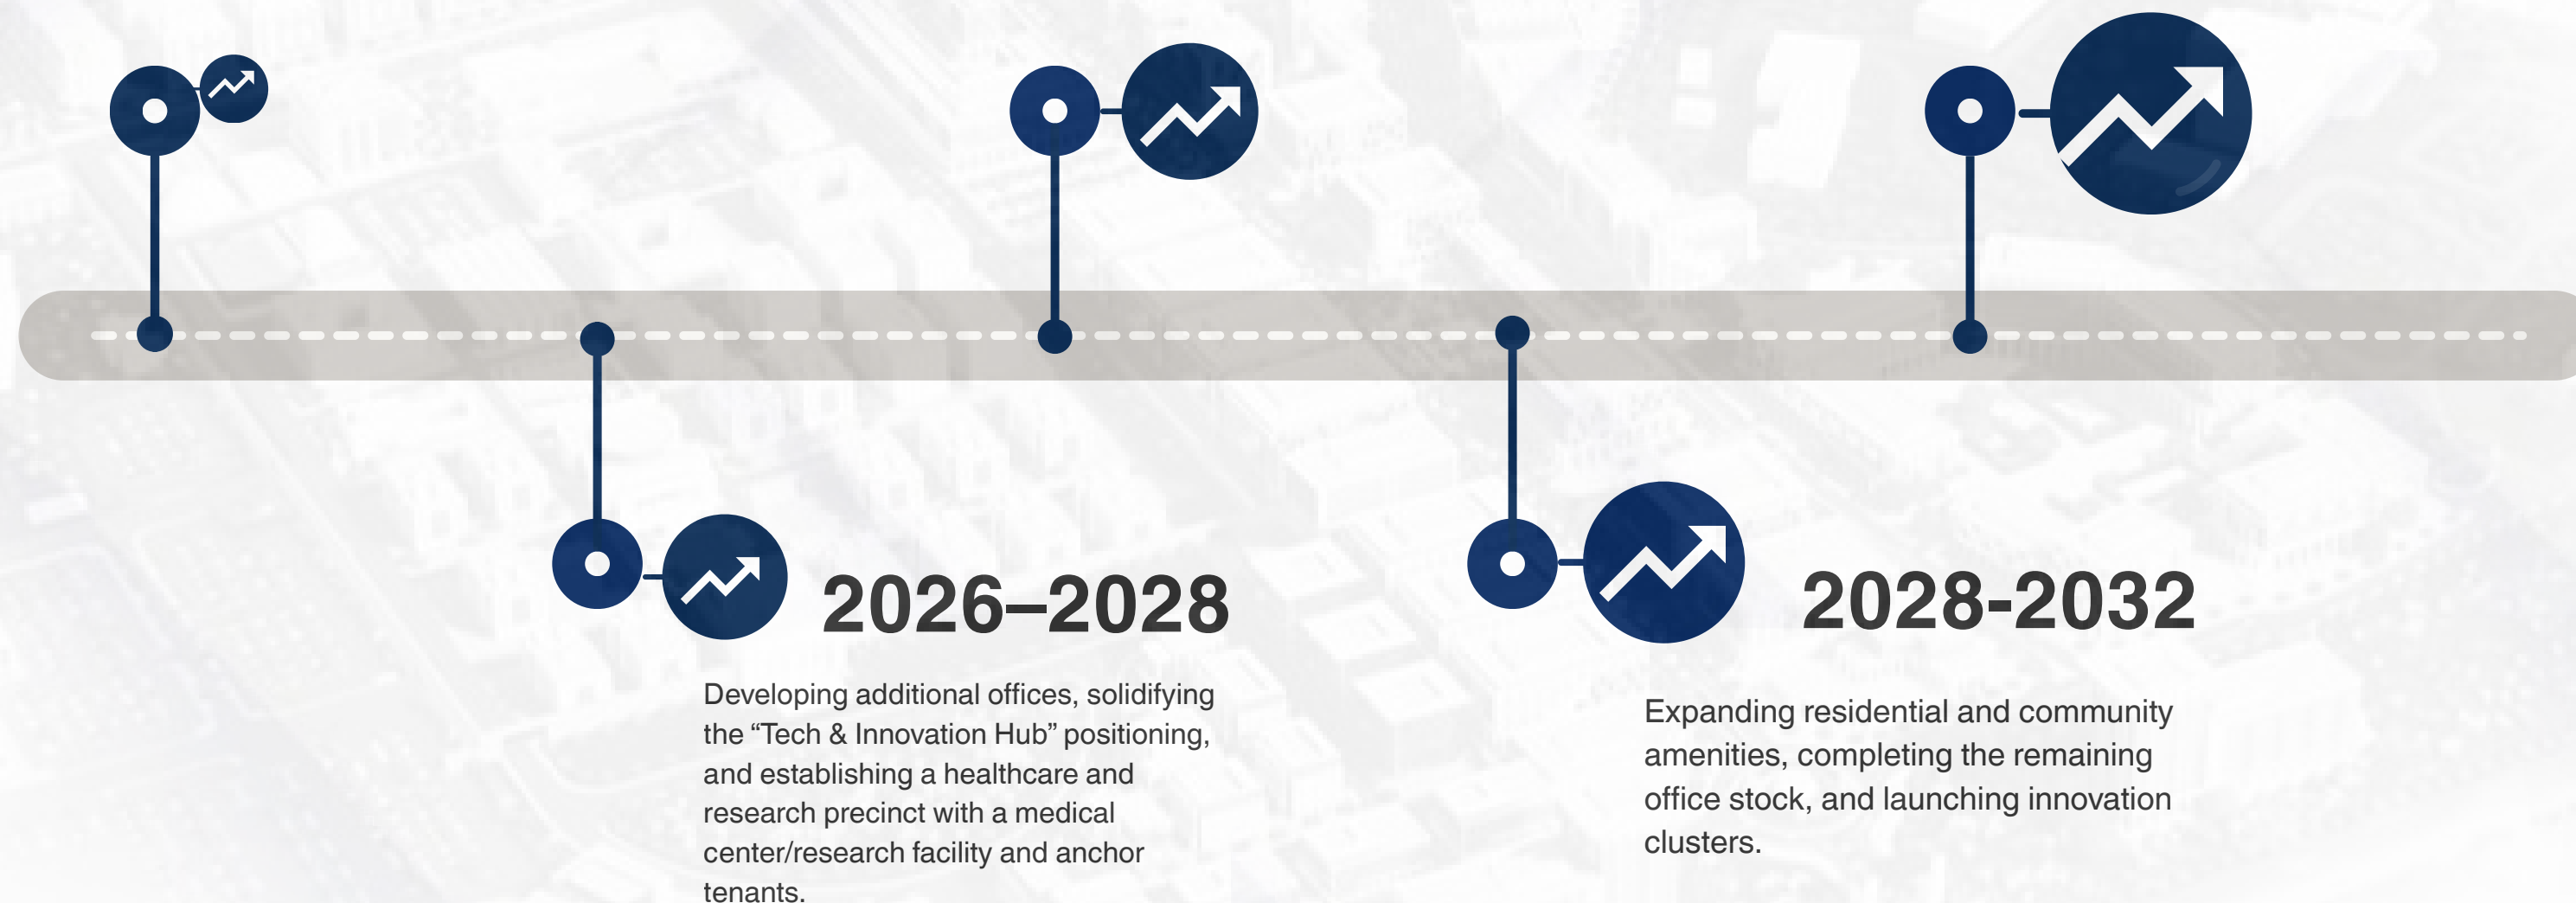 2026–2028
Developing additional offices, solidifying
the “Tech & Innovation Hub” positioning,
and establishing a healthcare and
research precinct with a medical
center/research facility and anchor
tenants.
2028-2032
Expanding residential and community
amenities, completing the remaining
office stock, and launching innovation
clusters.